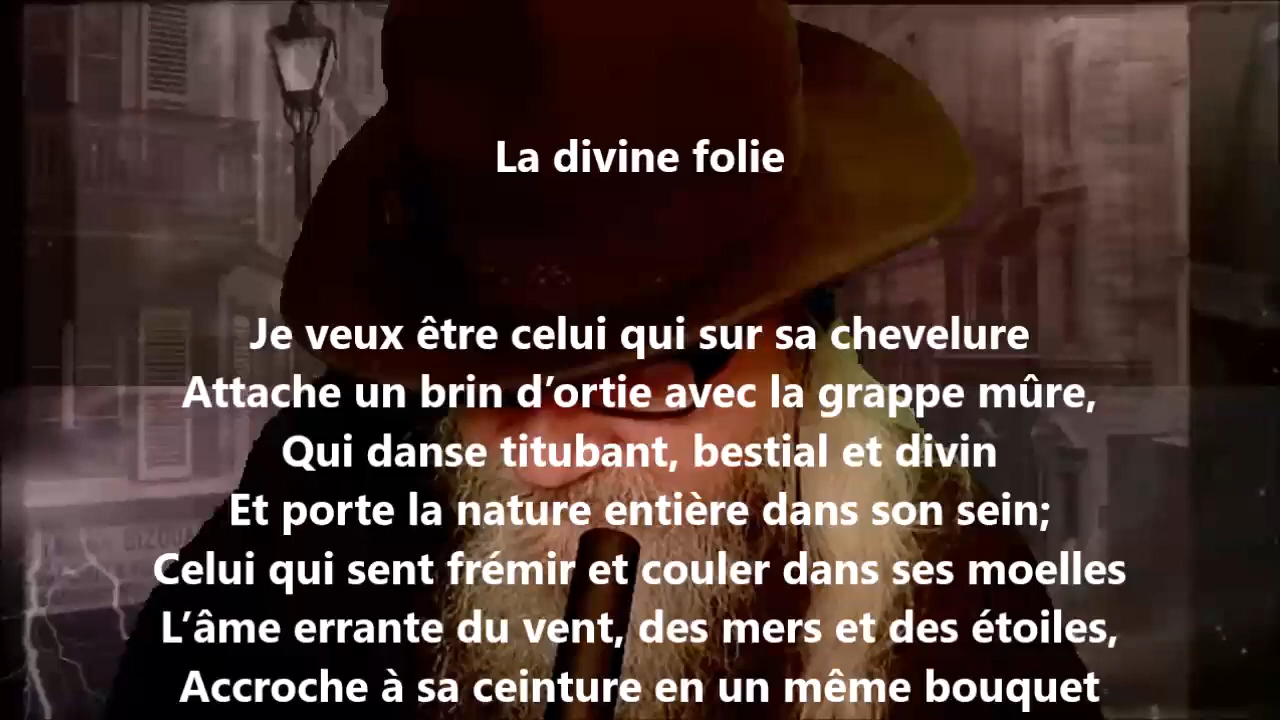 La divine folie
Je veux être celui qui sur sa chevelure
Attache un brin d’ortie avec la grappe mûre,
Qui danse titubant, bestial et divin
Et porte la nature entière dans son sein;
Celui qui sent frémir et couler dans ses moelles
L’âme errante du vent, des mers et des étoiles,
Accroche à sa ceinture en un même bouquet